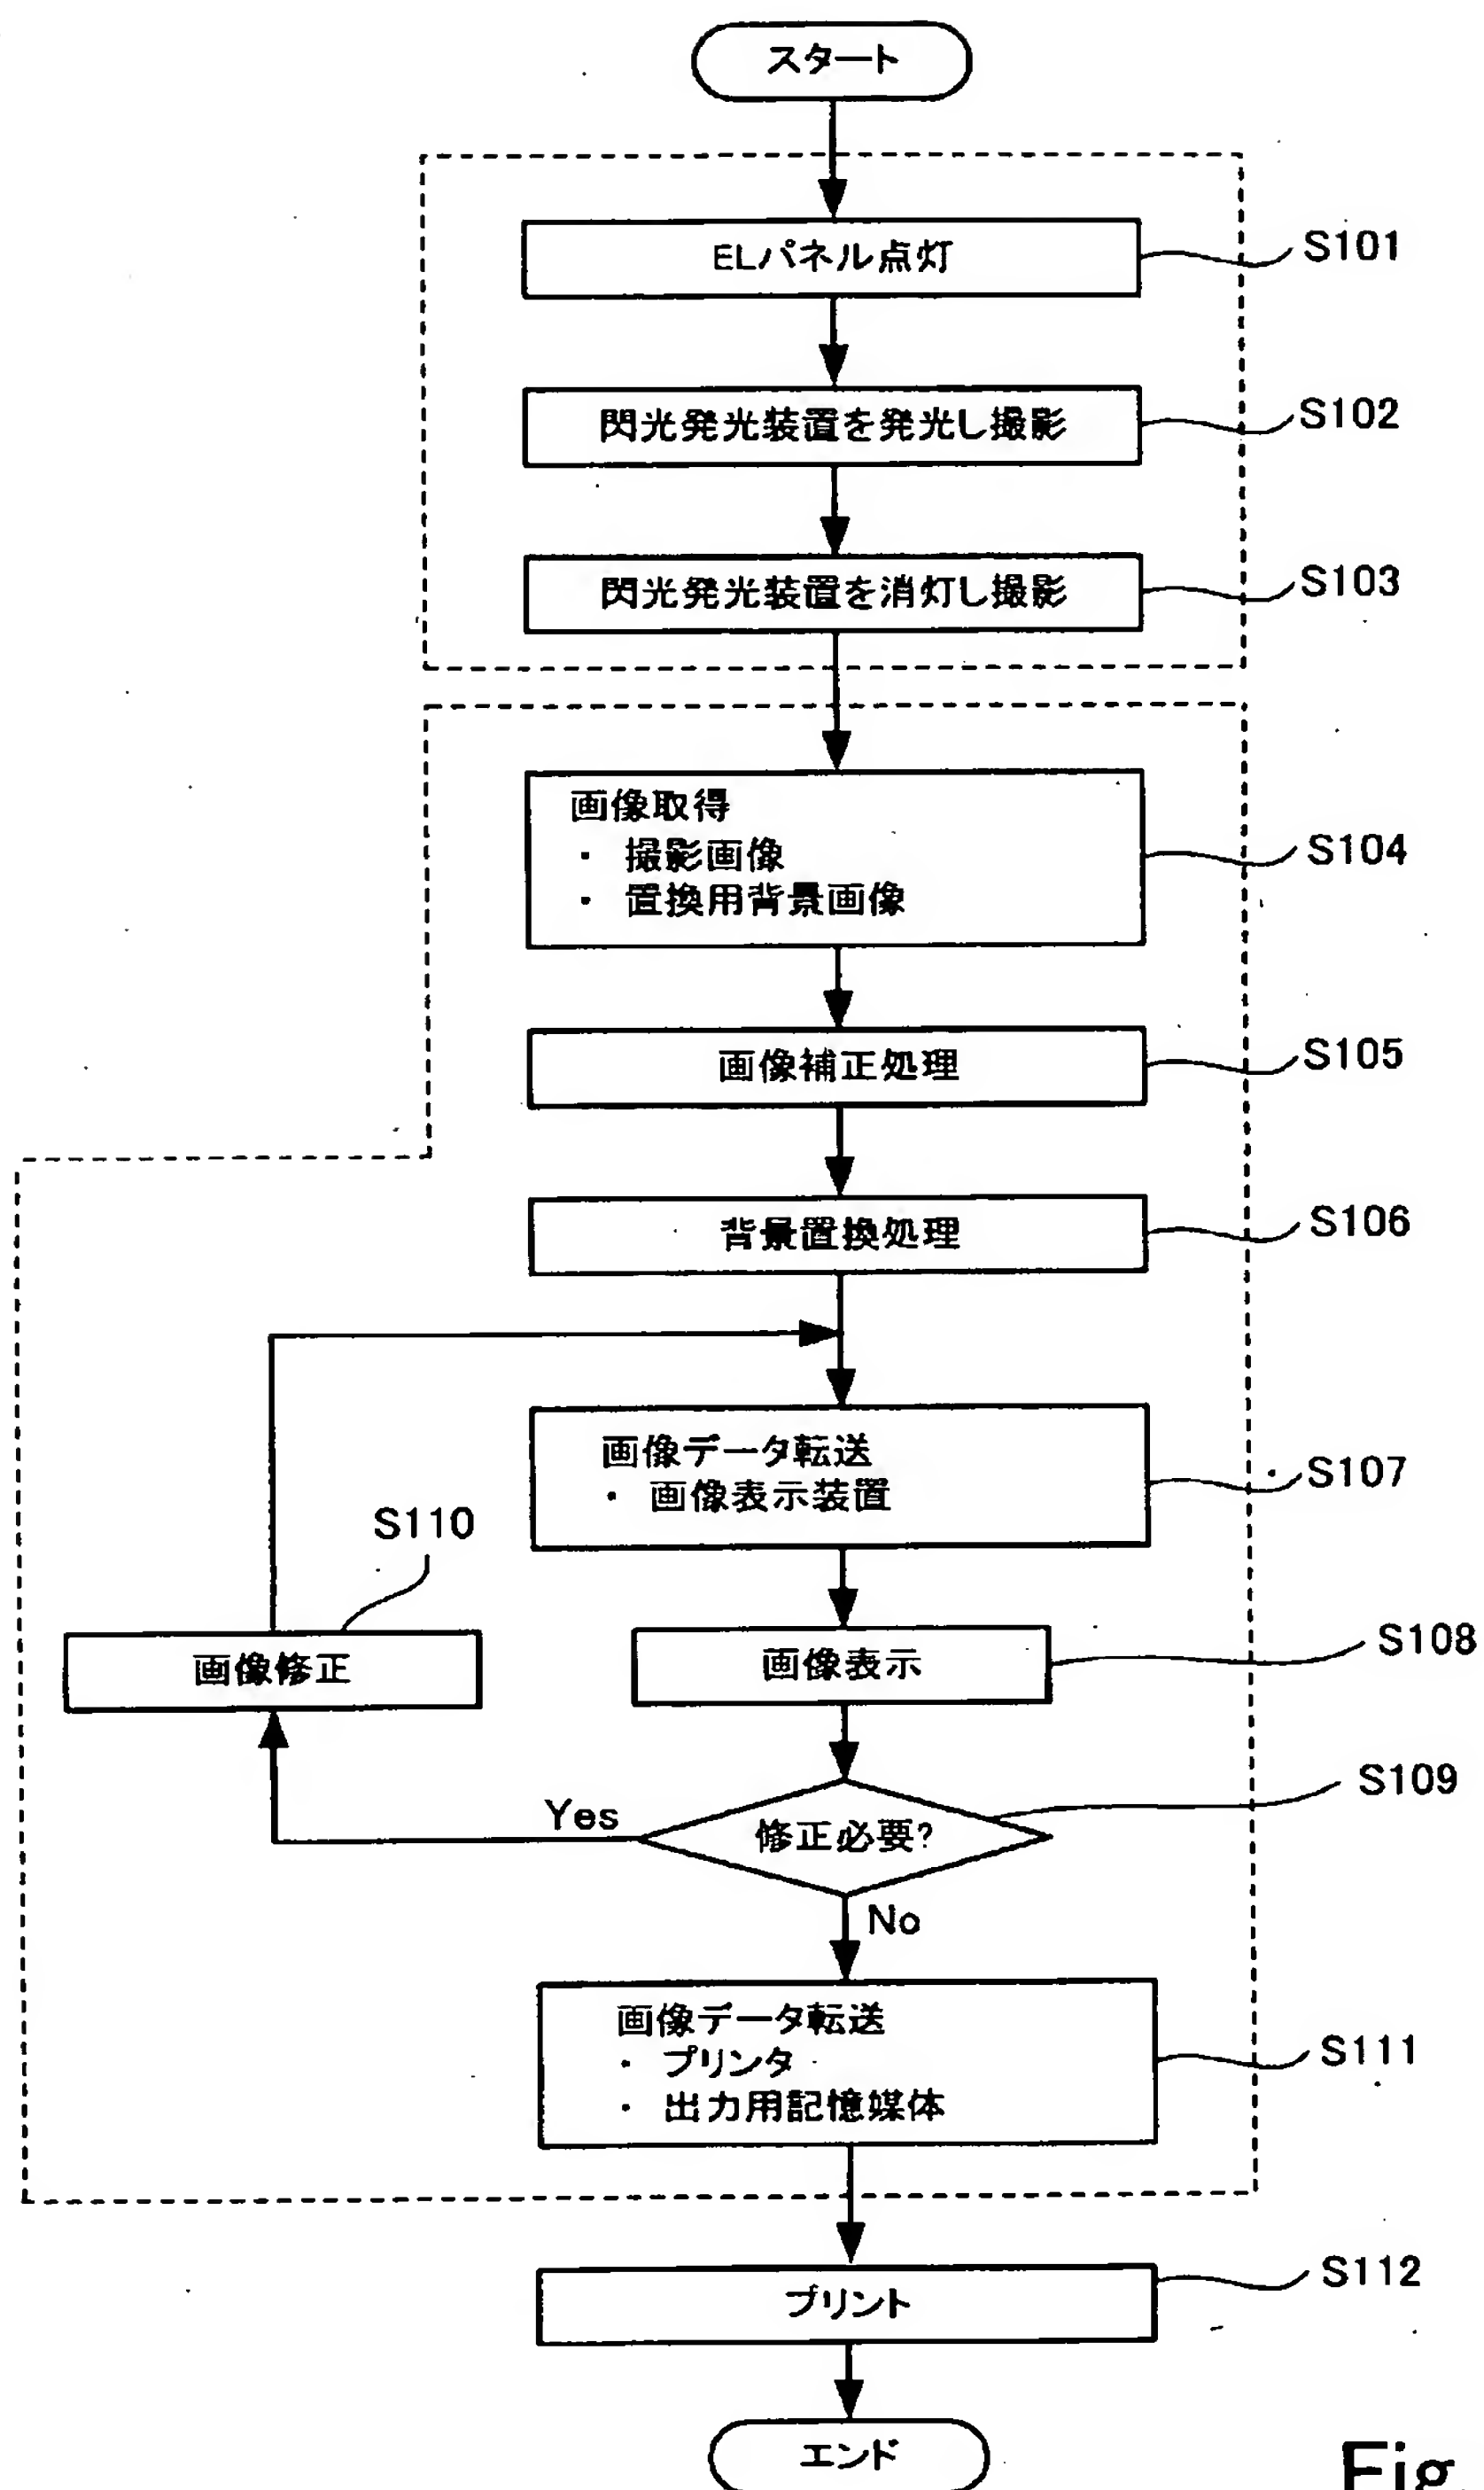 スタート
ELパネル点灯
S101
閃光発光装置を発光し撮影
S102
閃光発光装置を消灯し撮影
S103
画像取得
・ 撮影画像
・ 置換用背景画像
S104
画像補正処理
S105
背景置換処理
S106
画像データ転送
・ 画像表示装置
S107
S110
画像修正
画像表示
S108
修正必要?
S109
Yes
No
画像データ転送
・ プリンタ
・ 出力用記憶媒体
S111
プリント
S112
エンド
Fig.